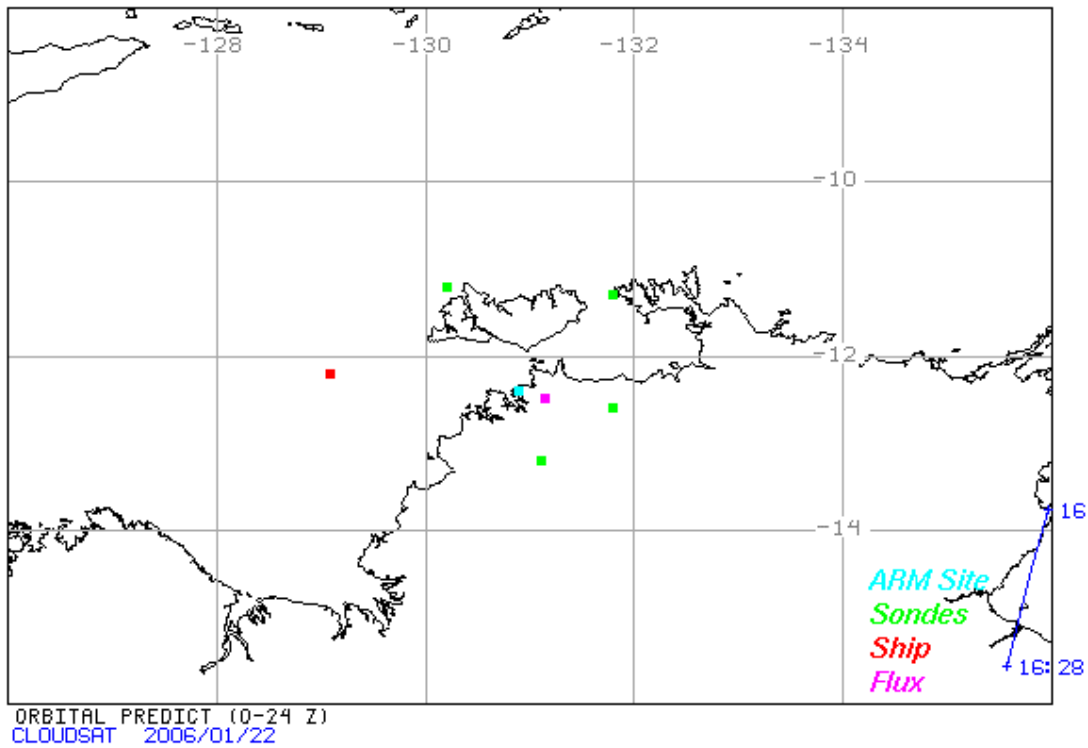 -128 -130 -132 -134
-10
-12
-14
16
ARM Site
Sondes
Ship
16:28
Flux
ORBITAL PREDICT (0-24 Z)
CLOUDSAT 2006/01/22